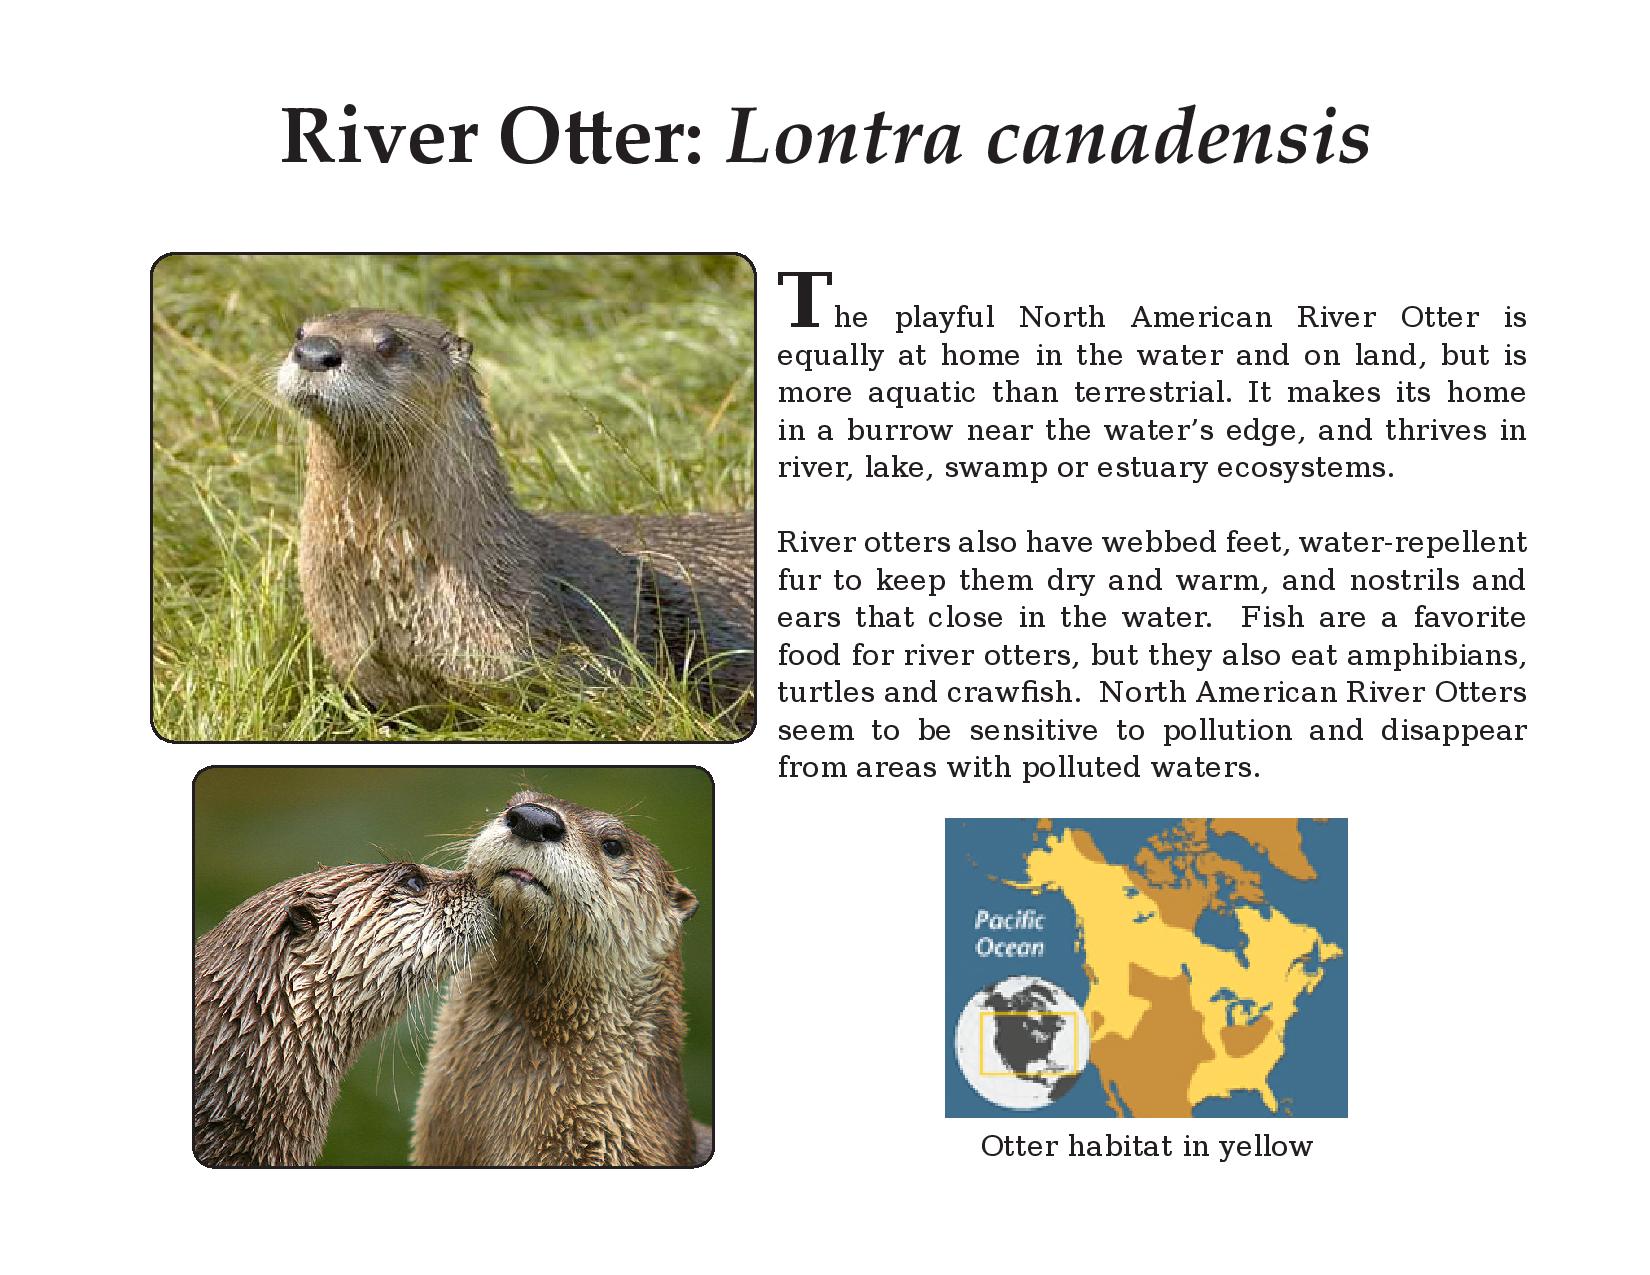 River Otter: Lontra canadensis
The playful North American River Otter is
equally at home in the water and on land, but is
more aquatic than terrestrial. It makes its home
in a burrow near the water’s edge, and thrives in
river, lake, swamp or estuary ecosystems.
River otters also have webbed feet, water-repellent
fur to keep them dry and warm, and nostrils and
ears that close in the water.  Fish are a favorite
food for river otters, but they also eat amphibians,
turtles and crawfish.  North American River Otters
seem to be sensitive to pollution and disappear
from areas with polluted waters.
Pacific
Ocean
Otter habitat in yellow